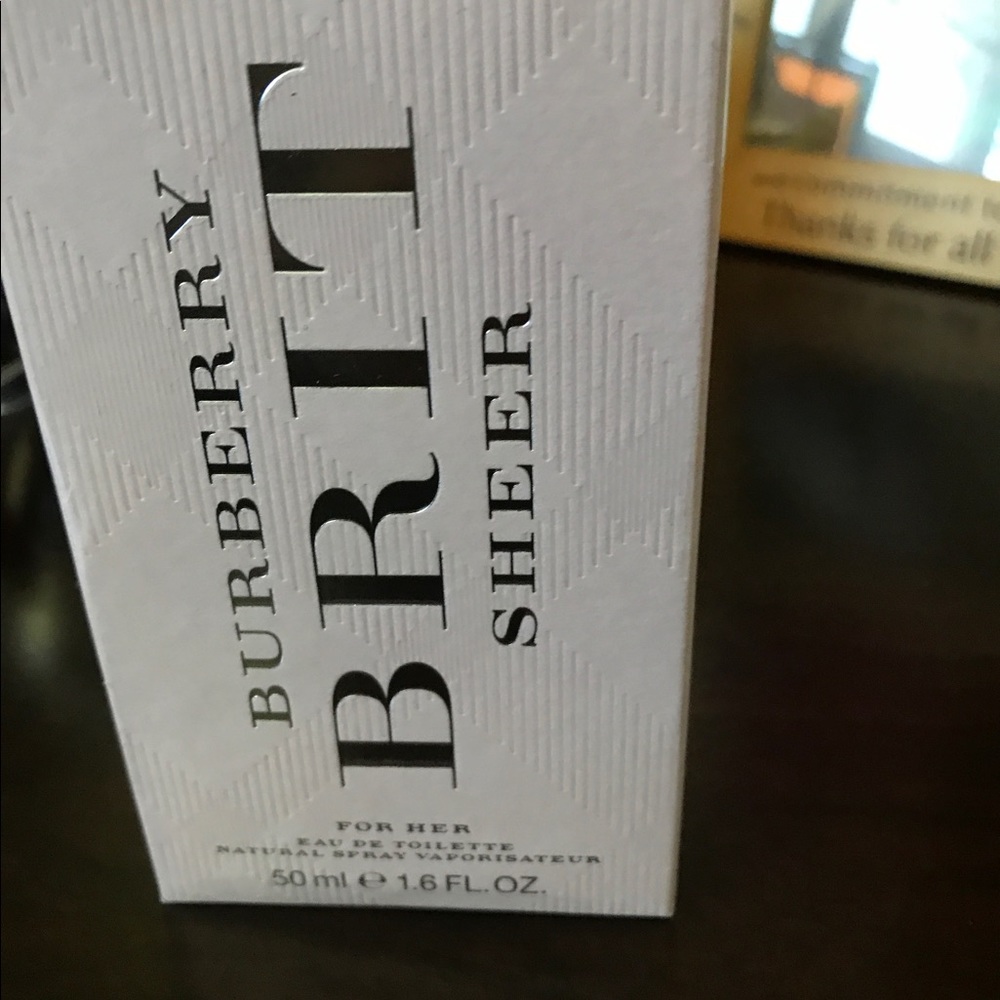 BURBERRY
BRIT
SHEER
FOR HER
EAU DE TOILETTE
NATURAL SPRAY VAPORISATEUR
50 ml ℮ 1.6 FL. OZ.
commitment
Thanks for all